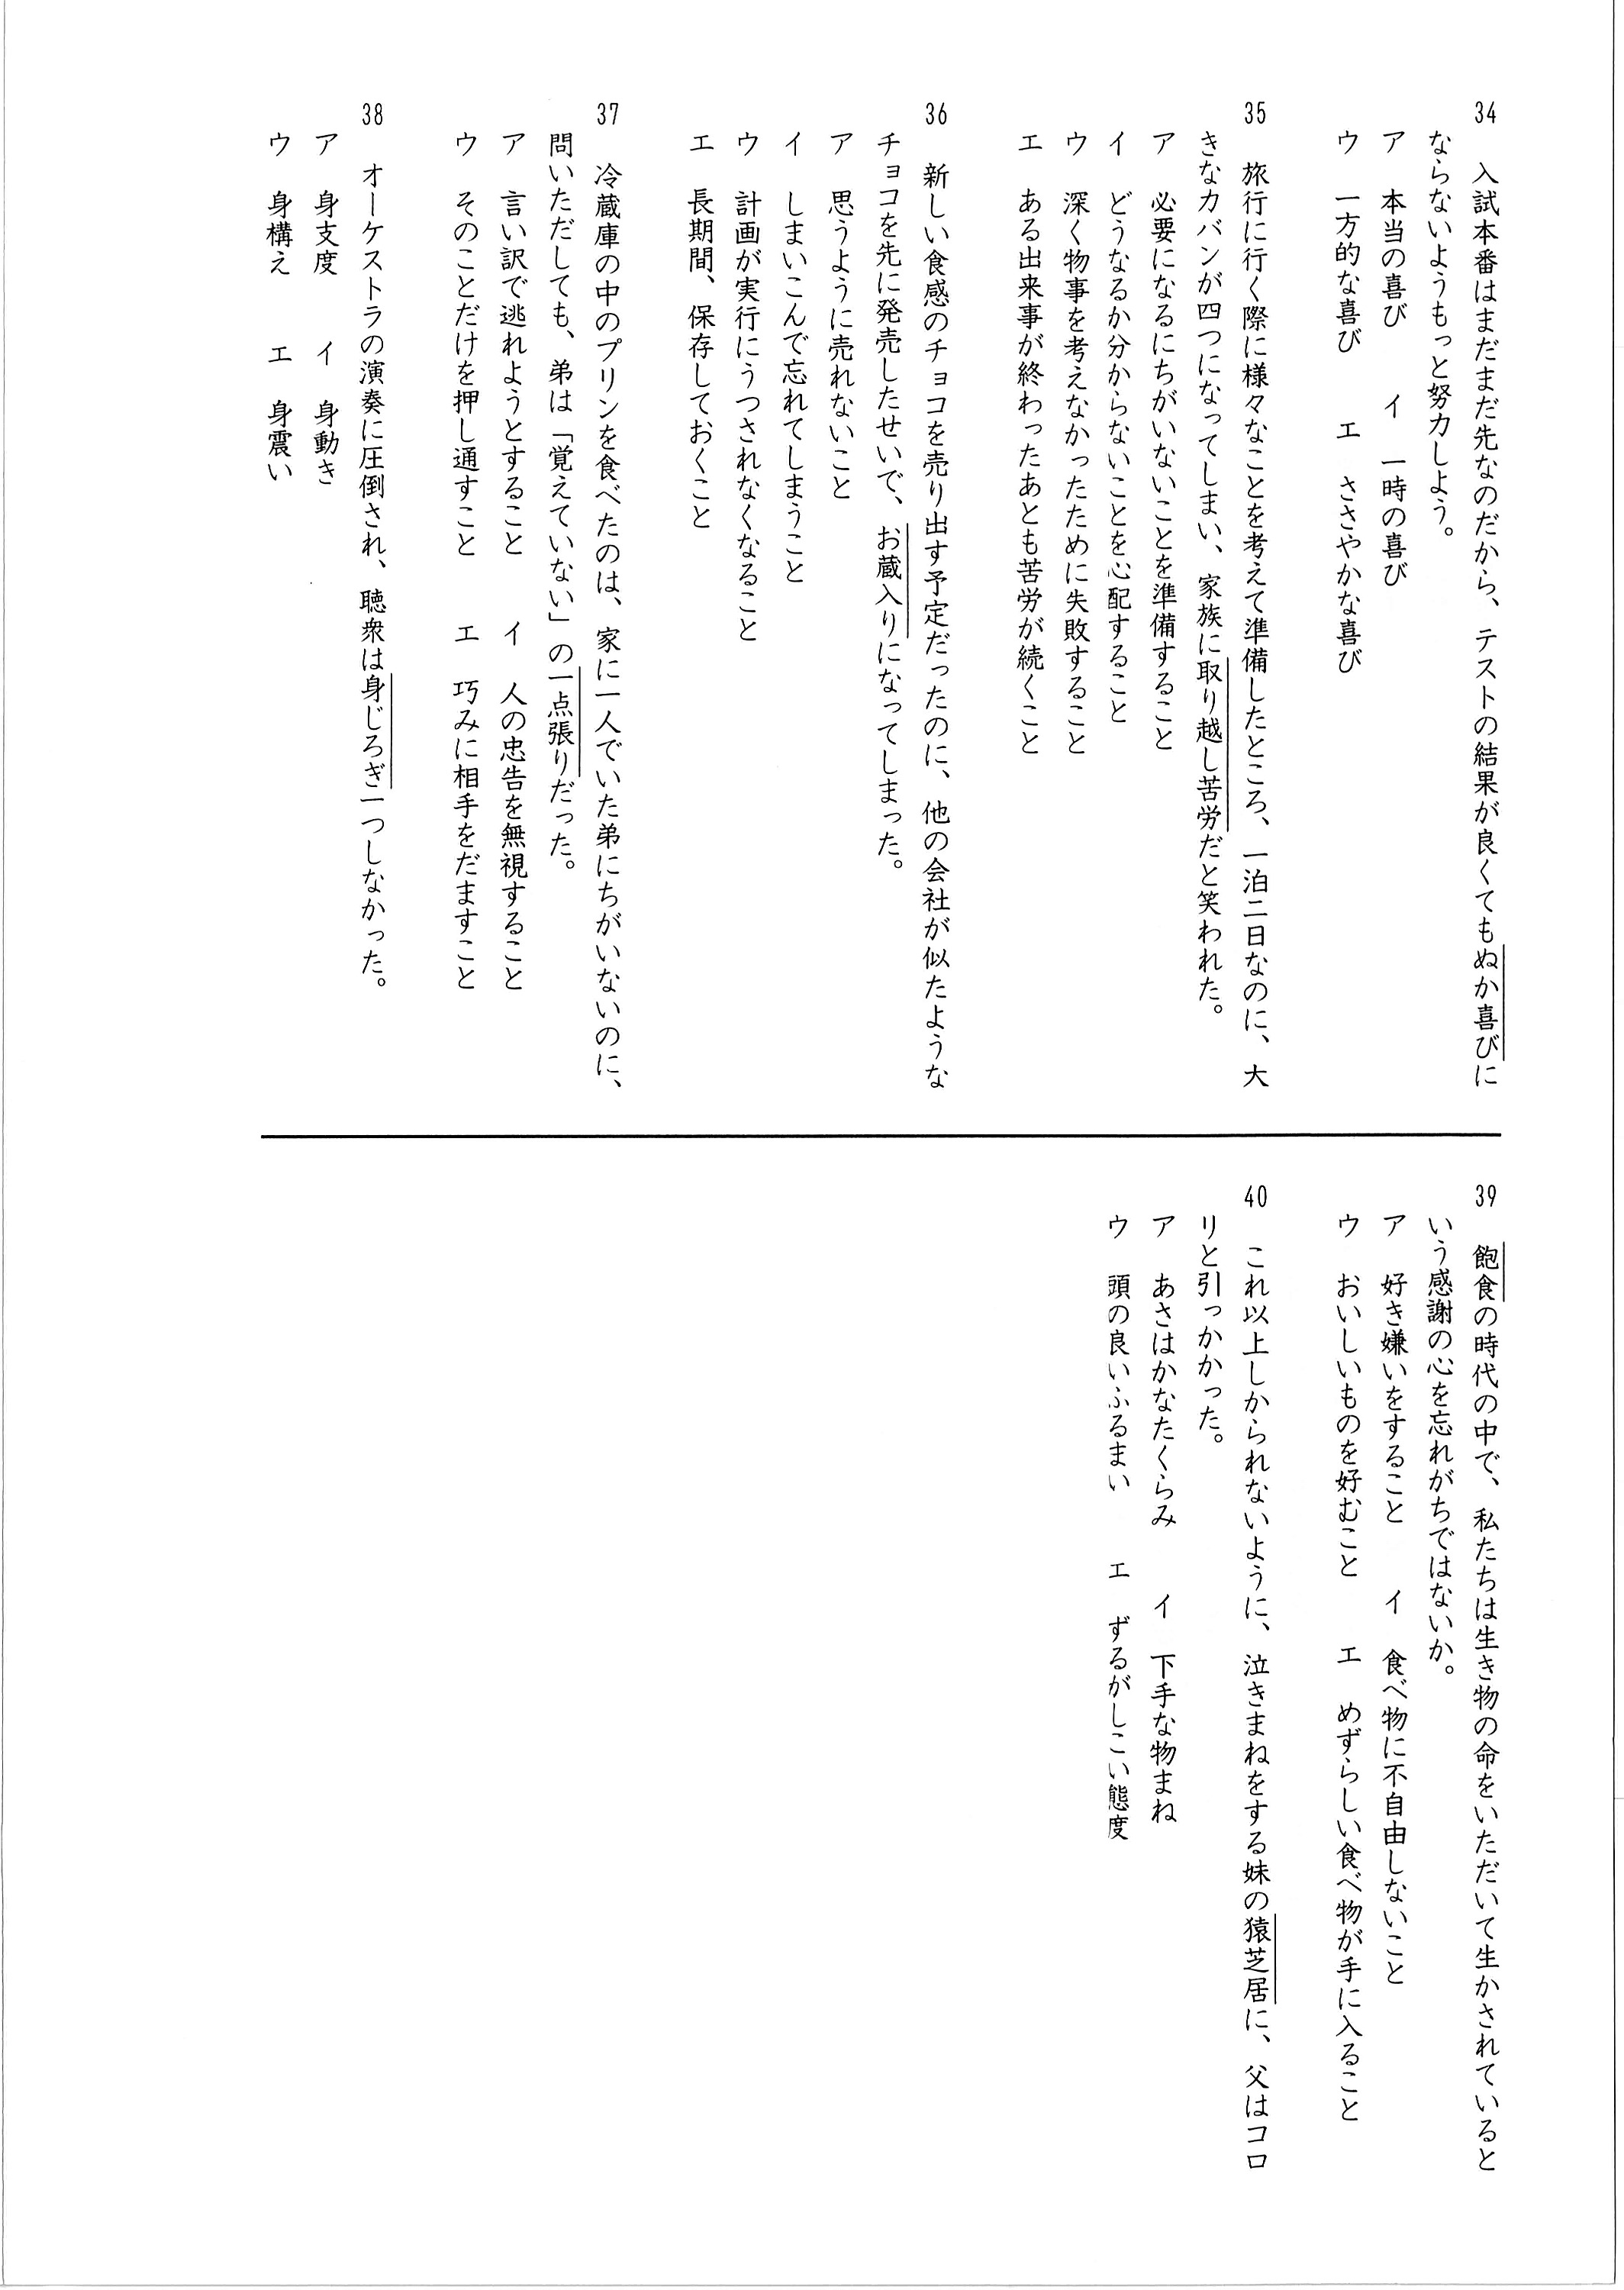 34　入試本番はまだまだ先なのだから、テストの結果が良くてもぬか喜びに
ならないようもっと努力しよう。
ア　本当の喜び　　イ　一時の喜び
ウ　一方的な喜び　　エ　ささやかな喜び
35　旅行に行く際に様々なことを考えて準備したところ、一泊二日なのに、大
きなカバンが四つになってしまい、家族に取り越し苦労だと笑われた。
ア　必要になるにちがいないことを準備すること
イ　どうなるか分からないことを心配すること
ウ　深く物事を考えなかったために失敗すること
エ　ある出来事が終わったあとも苦労が続くこと
36　新しい食感のチョコを売り出す予定だったのに、他の会社が似たような
チョコを先に発売したせいで、お蔵入りになってしまった。
ア　思うように売れないこと
イ　しまいこんで忘れてしまうこと
ウ　計画が実行にうつされなくなること
エ　長期間、保存しておくこと
37　冷蔵庫の中のプリンを食べたのは、家に一人でいた弟にちがいないのに、
問いただしても、弟は「覚えていない」の一点張りだった。
ア　言い訳で逃れようとすること　　イ　人の忠告を無視すること
ウ　そのことだけを押し通すこと　　エ　巧みに相手をだますこと
38　オーケストラの演奏に圧倒され、聴衆は身じろぎ一つしなかった。
ア　身支度　　イ　身動き
ウ　身構え　　エ　身震い
39　飽食の時代の中で、私たちは生き物の命をいただいて生かされていると
いう感謝の心を忘れがちではないか。
ア　好き嫌いをすること　　イ　食べ物に不自由しないこと
ウ　おいしいものを好むこと　　エ　めずらしい食べ物が手に入ること
40　これ以上しかられないように、泣きまねをする妹の猿芝居に、父はコロ
リと引っかかった。
ア　あさはかなたくらみ　　イ　下手な物まね
ウ　頭の良いふるまい　　エ　ずるがしこい態度